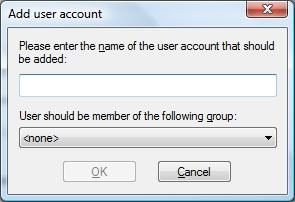 Add user account
Please enter the name of the user account that should
be added:
User should be member of the following group:
<none>
OK
Cancel